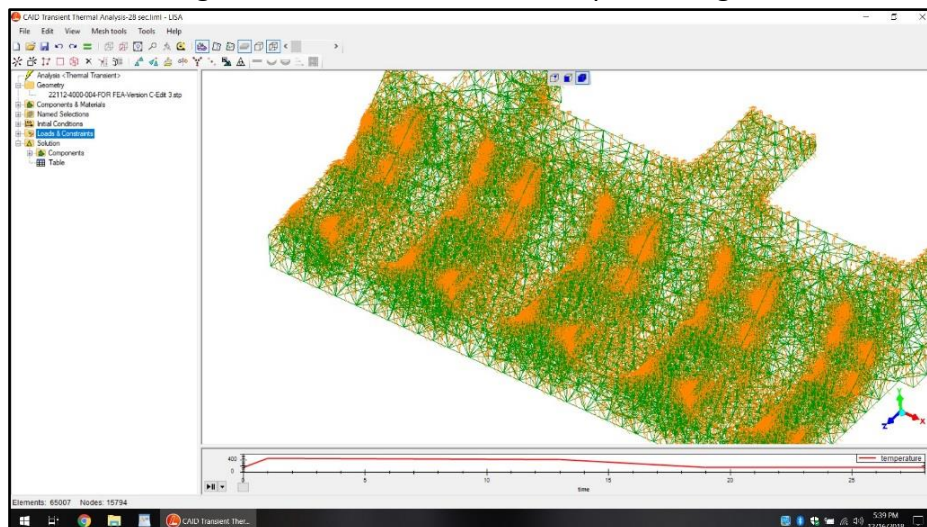 CAID Transient Thermal Analysis-28 sec.liml - LISA
File Edit View Mesh tools Tools Help
Analysis <Thermal Transient>
Geometry
22112-4000-004-FOR FEA-Version C-Edit 3.stp
Components & Materials
Named Selections
Initial Conditions
Loads & Constraints
Solution
Components
Table
Y
X
Z
400
0
temperature
0 5 10 15 20 25
time
Elements: 65007 Nodes: 15794
CAID Transient Ther...
5:39 PM